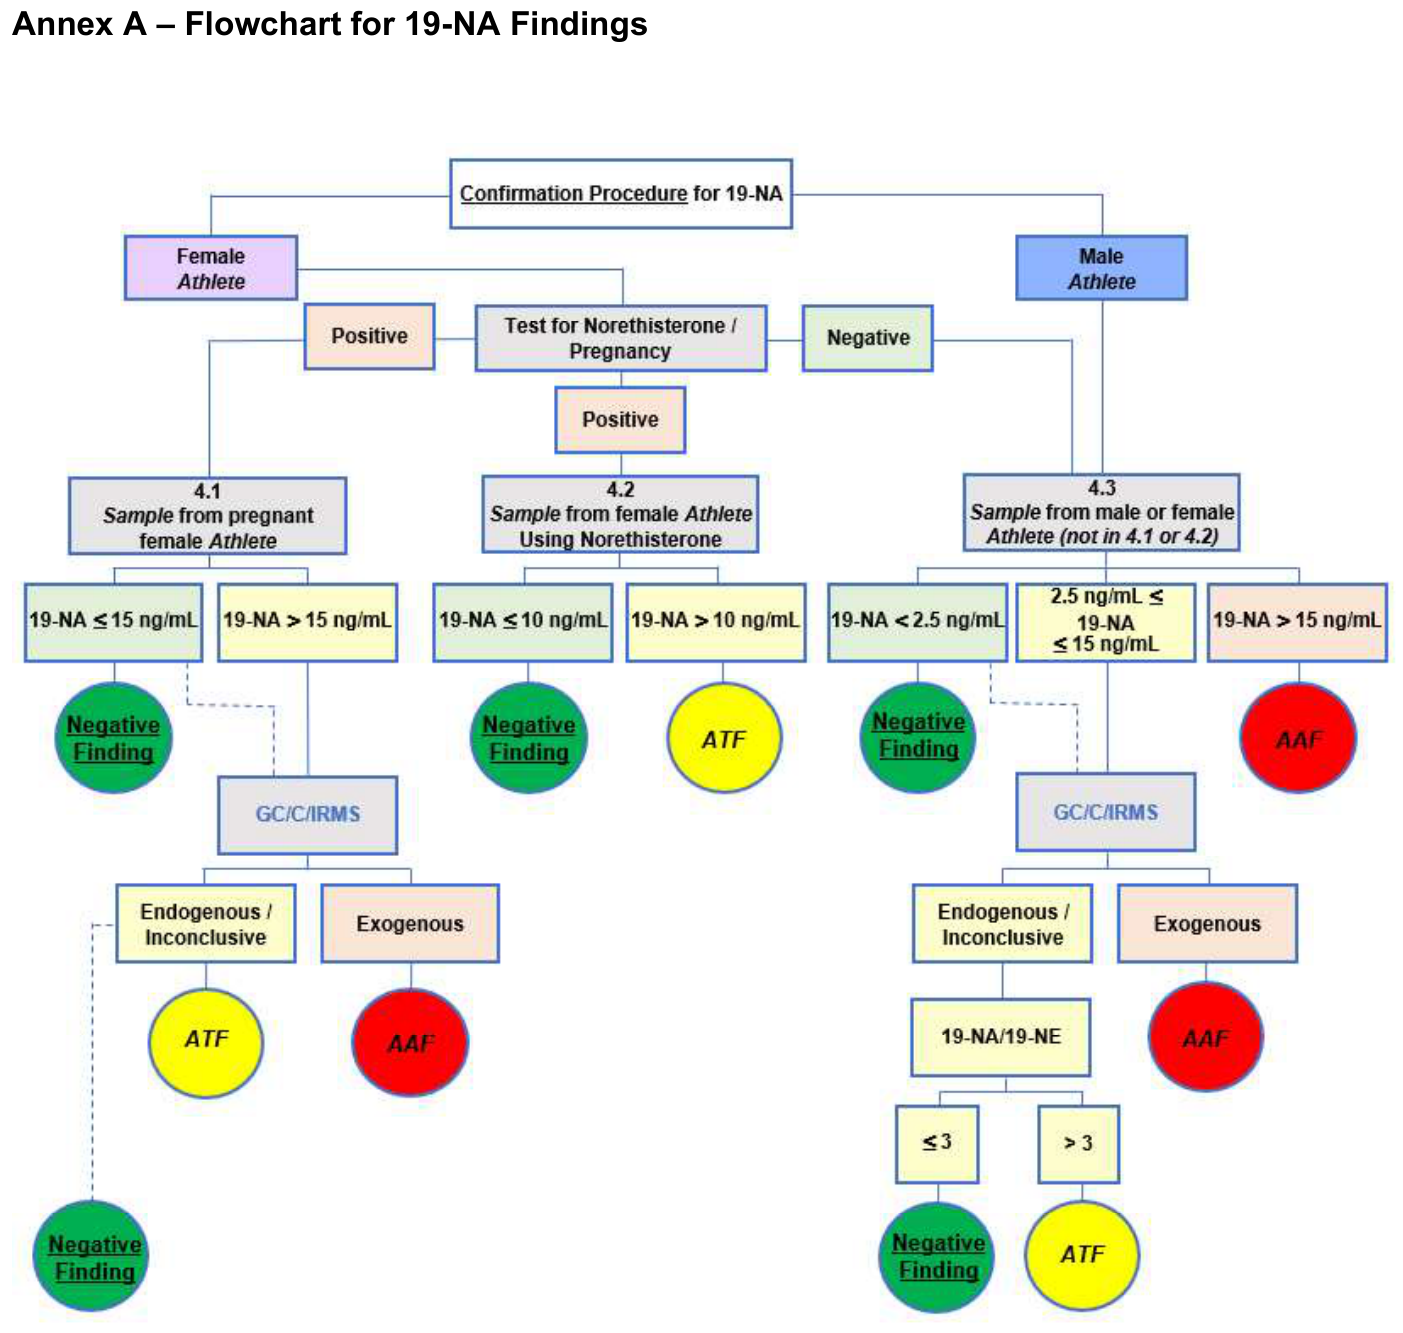 Annex A – Flowchart for 19-NA Findings
Confirmation Procedure for 19-NA
Female
Athlete
Male
Athlete
Positive
Test for Norethisterone /
Pregnancy
Negative
Positive
4.1
Sample from pregnant
female Athlete
4.2
Sample from female Athlete
Using Norethisterone
4.3
Sample from male or female
Athlete (not in 4.1 or 4.2)
19-NA ≤ 15 ng/mL
19-NA > 15 ng/mL
19-NA ≤ 10 ng/mL
19-NA > 10 ng/mL
19-NA < 2.5 ng/mL
2.5 ng/mL ≤
19-NA
≤ 15 ng/mL
19-NA > 15 ng/mL
Negative
Finding
Negative
Finding
ATF
Negative
Finding
AAF
GC/C/IRMS
GC/C/IRMS
Endogenous /
Inconclusive
Exogenous
Endogenous /
Inconclusive
Exogenous
ATF
AAF
19-NA/19-NE
AAF
≤ 3
> 3
Negative
Finding
Negative
Finding
ATF